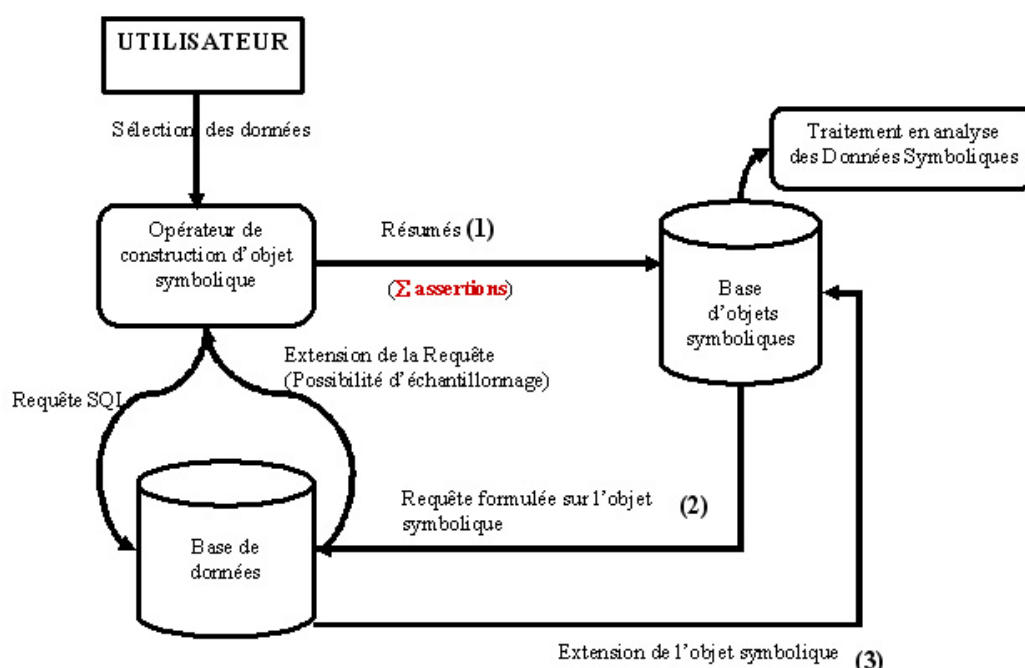 UTILISATEUR
Sélection des données
Traitement en analyse
des Données Symboliques
Opérateur de
construction d'objet
symbolique
Résumés (1)
(Σ assertions)
Base
d'objets
symboliques
Extension de la Requête
(Possibilité d'échantillonnage)
Requête SQL
Requête formulée sur l'objet
symbolique
(2)
Base de
données
Extension de l'objet symbolique (3)